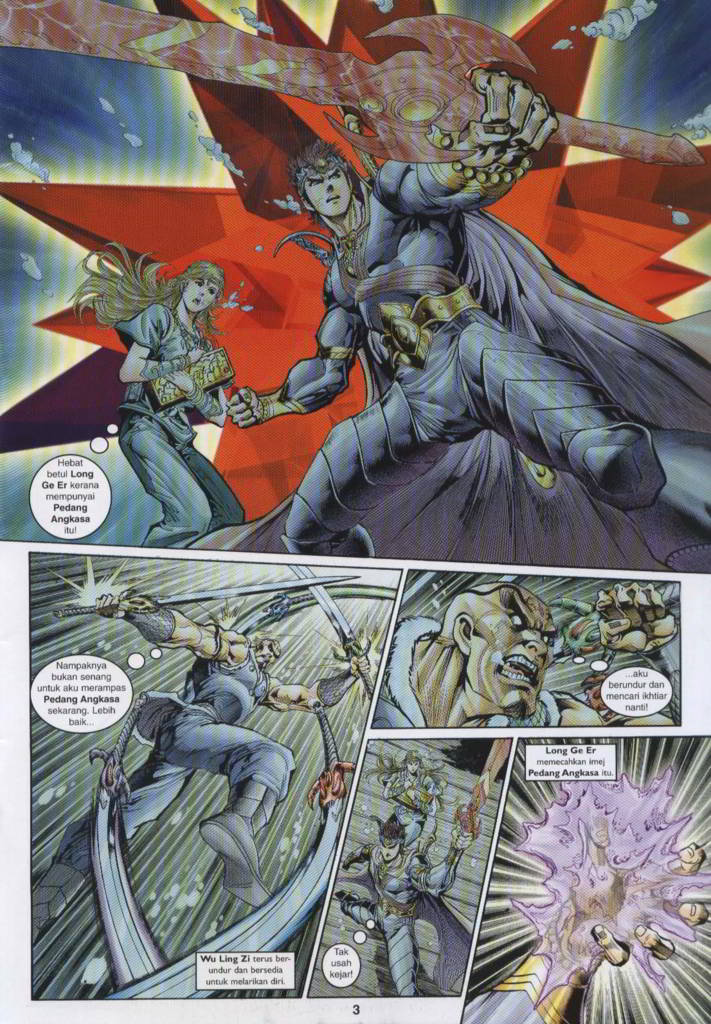 Hebat
betul Long
Ge Er kerana
mempunyai
Pedang
Angkasa
itu!
Nampaknya
bukan senang
untuk aku merampas
Pedang Angkasa
sekarang. Lebih
baik...
...aku
berundur dan
mencari ikhtiar
nanti!
Wu Ling Zi terus ber-
undur dan bersedia
untuk melarikan diri.
Tak
usah
kejar!
Long Ge Er
memecahkan imej
Pedang Angkasa itu.
3